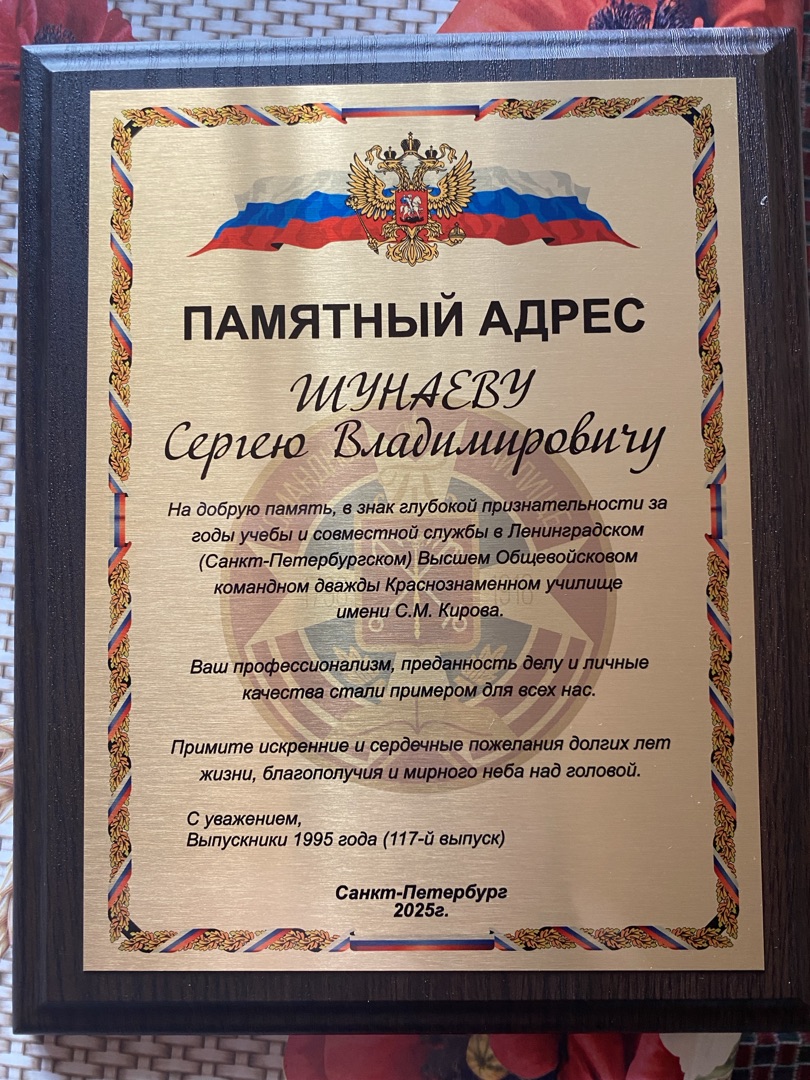 ПАМЯТНЫЙ АДРЕС
ШУНАЕВУ
Сергею Владимировичу
На добрую память, в знак глубокой признательности за
годы учебы и совместной службы в Ленинградском
(Санкт-Петербургском) Высшем Общевойсковом
командном дважды Краснознаменном училище
имени С.М. Кирова.
Ваш профессионализм, преданность делу и личные
качества стали примером для всех нас.
Примите искренние и сердечные пожелания долгих лет
жизни, благополучия и мирного неба над головой.
С уважением,
Выпускники 1995 года (117-й выпуск)
Санкт-Петербург
2025г.